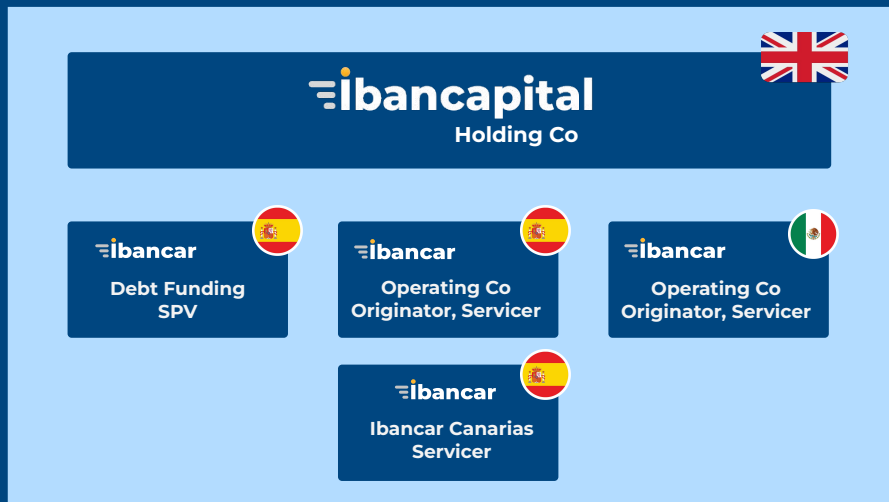 ibancapital
Holding Co
ibancar
Debt Funding
SPV
ibancar
Operating Co
Originator, Servicer
ibancar
Operating Co
Originator, Servicer
ibancar
Ibancar Canarias
Servicer